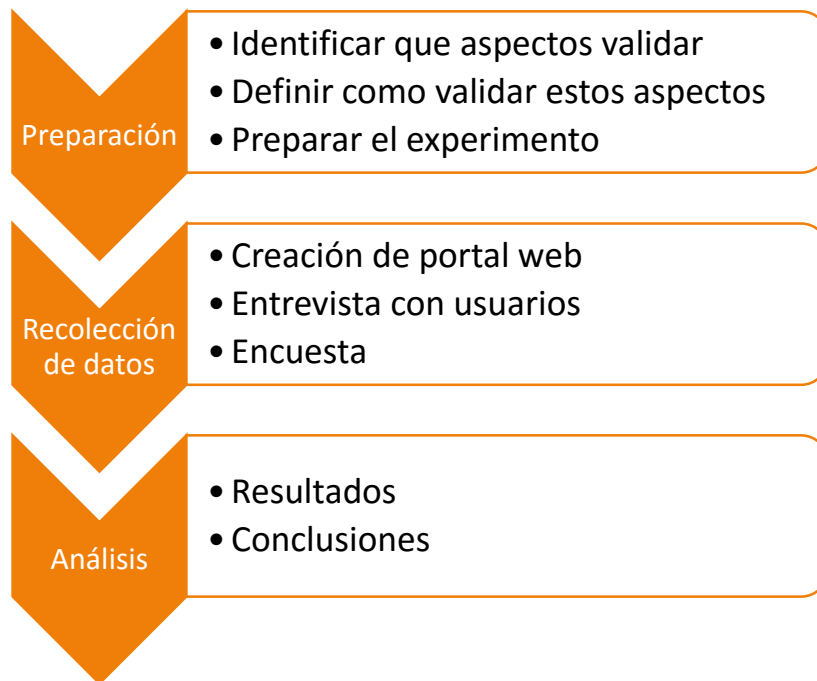 Preparación
• Identificar que aspectos validar
• Definir como validar estos aspectos
• Preparar el experimento
Recolección
de datos
• Creación de portal web
• Entrevista con usuarios
• Encuesta
Análisis
• Resultados
• Conclusiones